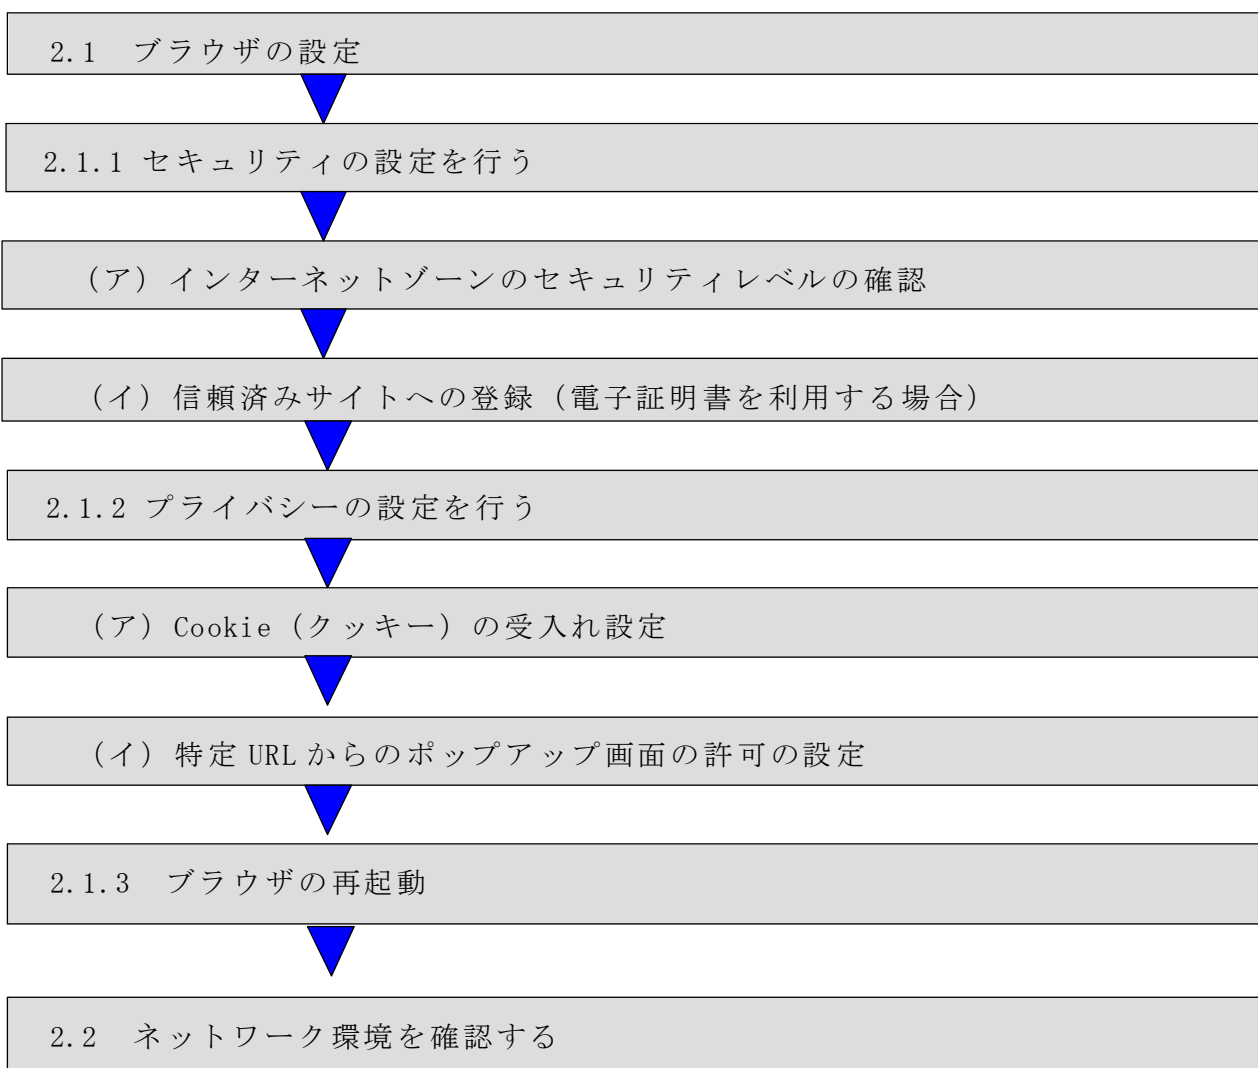 2.1 ブラウザの設定
2.1.1 セキュリティの設定を行う
（ア）インターネットゾーンのセキュリティレベルの確認
（イ）信頼済みサイトへの登録（電子証明書を利用する場合）
2.1.2 プライバシーの設定を行う
（ア）Cookie（クッキー）の受入れ設定
（イ）特定 URL からのポップアップ画面の許可の設定
2.1.3 ブラウザの再起動
2.2 ネットワーク環境を確認する